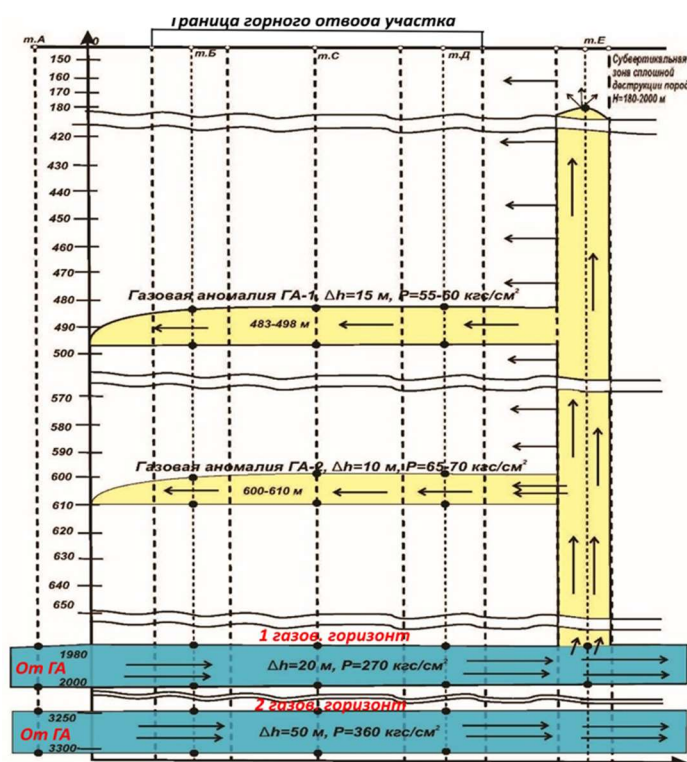 Граница горного отвода участка
т.А
0
т.Б
т.С
т.Д
т.Е
Субвертикальная
зона сплошной
деструкции пород
Н=180-2000 м
150
160
170
180
420
430
440
450
460
470
480
490
500
Газовая аномалия ГА-1, Δh=15 м, Р=55-60 кгс/см²
483-498 м
570
580
590
600
610
620
630
640
650
Газовая аномалия ГА-2, Δh=10 м, Р=65-70 кгс/см²
600-610 м
1 газов. горизонт
1980
От ГА
Δh=20 м, Р=270 кгс/см²
2000
2 газов. горизонт
3250
От ГА
Δh=50 м, Р=360 кгс/см²
3300